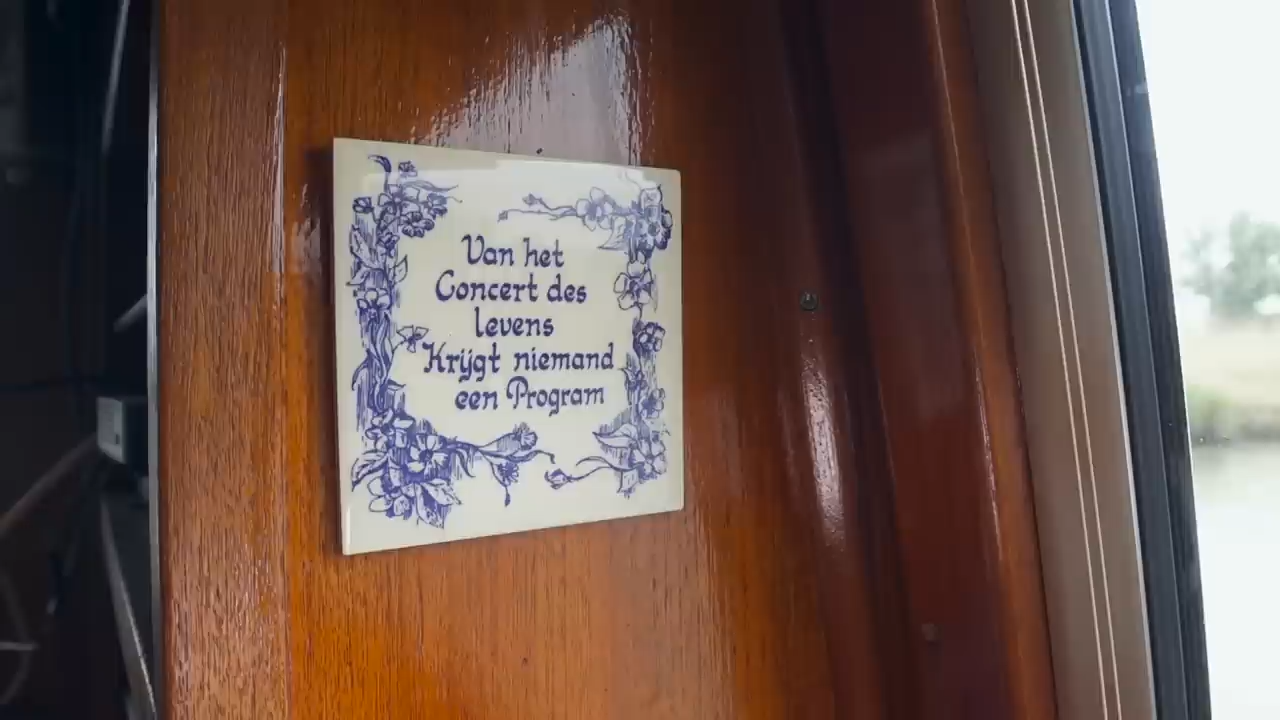 Van het
Concert des
levens
Krijgt niemand
een Program